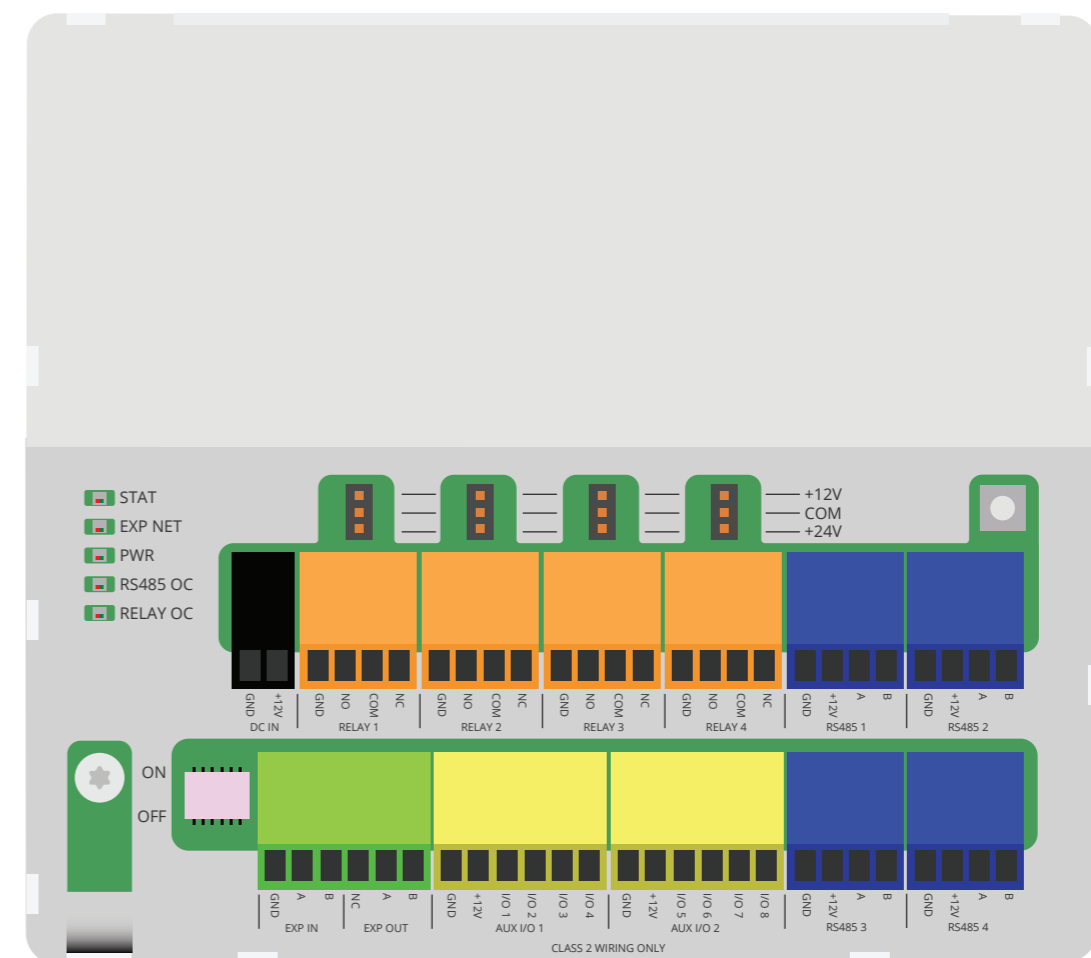 STAT
EXP NET
PWR
RS485 OC
RELAY OC
+12V
COM
+24V
GND +12V GND NO COM NC GND NO COM NC GND NO COM NC GND NO COM NC GND +12V A B GND +12V A B
DC IN RELAY 1 RELAY 2 RELAY 3 RELAY 4 RS485 1 RS485 2
ON
OFF
GND A B NC A B GND +12V I/O 1 I/O 2 I/O 3 I/O 4 GND +12V I/O 5 I/O 6 I/O 7 I/O 8 GND +12V A B GND +12V A B
EXP IN EXP OUT AUX I/O 1 AUX I/O 2 RS485 3 RS485 4
CLASS 2 WIRING ONLY